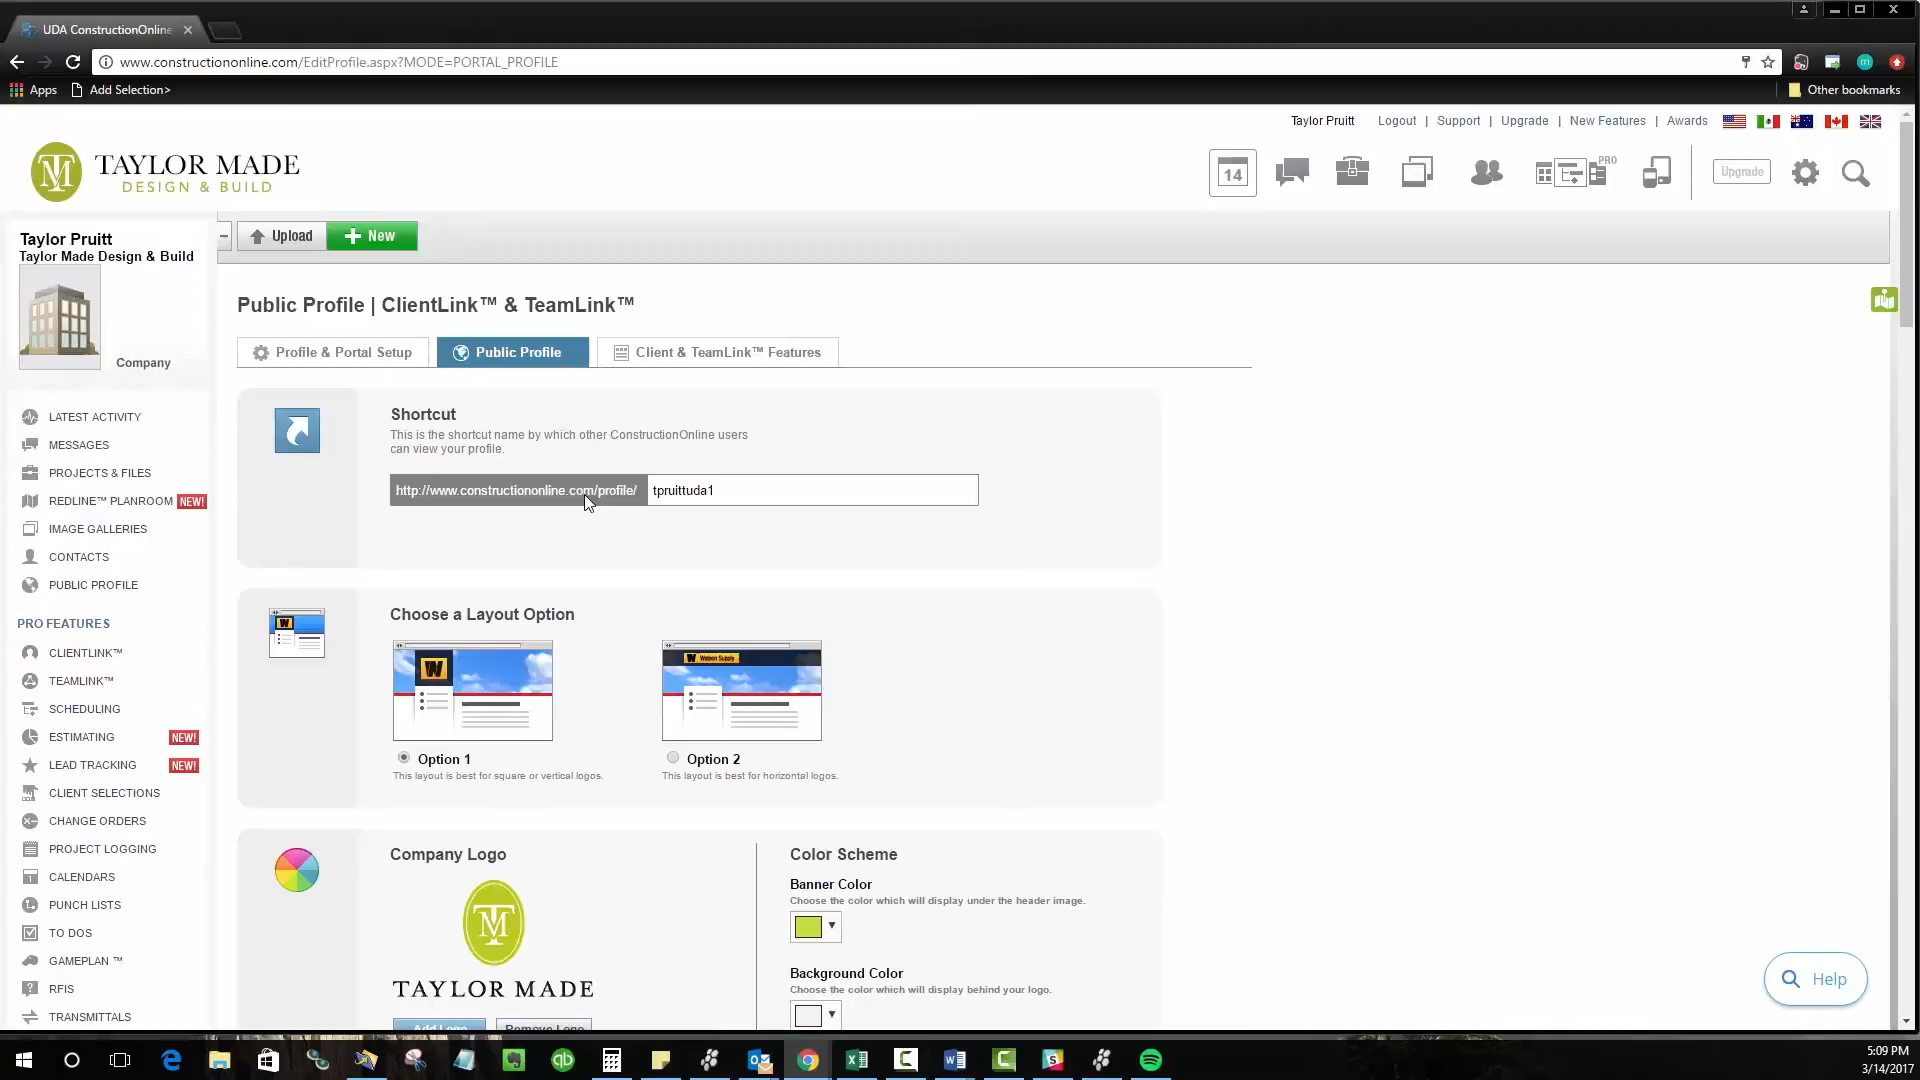 UDA ConstructionOnline
www.constructiononline.com/EditProfile.aspx?MODE=PORTAL_PROFILE
Apps
Add Selection>
Other bookmarks
Taylor Pruitt
Logout | Support | Upgrade | New Features | Awards
TM
TAYLOR MADE
DESIGN & BUILD
14
PRO
Upgrade
Taylor Pruitt
Taylor Made Design & Build
Company
Upload
New
LATEST ACTIVITY
MESSAGES
PROJECTS & FILES
REDLINE™ PLANROOM NEW!
IMAGE GALLERIES
CONTACTS
PUBLIC PROFILE
PRO FEATURES
CLIENTLINK™
TEAMLINK™
SCHEDULING
ESTIMATING NEW!
LEAD TRACKING NEW!
CLIENT SELECTIONS
CHANGE ORDERS
PROJECT LOGGING
CALENDARS
PUNCH LISTS
TO DOS
GAMEPLAN ™
RFIS
TRANSMITTALS
Public Profile | ClientLink™ & TeamLink™
Profile & Portal Setup
Public Profile
Client & TeamLink™ Features
Shortcut
This is the shortcut name by which other ConstructionOnline users
can view your profile.
http://www.constructiononline.com/profile/ tpruittuda1
Choose a Layout Option
W
W
W Watson Supply
Option 1
This layout is best for square or vertical logos.
Option 2
This layout is best for horizontal logos.
Company Logo
TM
TAYLOR MADE
Add Logo
Remove Logo
Color Scheme
Banner Color
Choose the color which will display under the header image.
Background Color
Choose the color which will display behind your logo.
Help
5:09 PM
3/14/2017